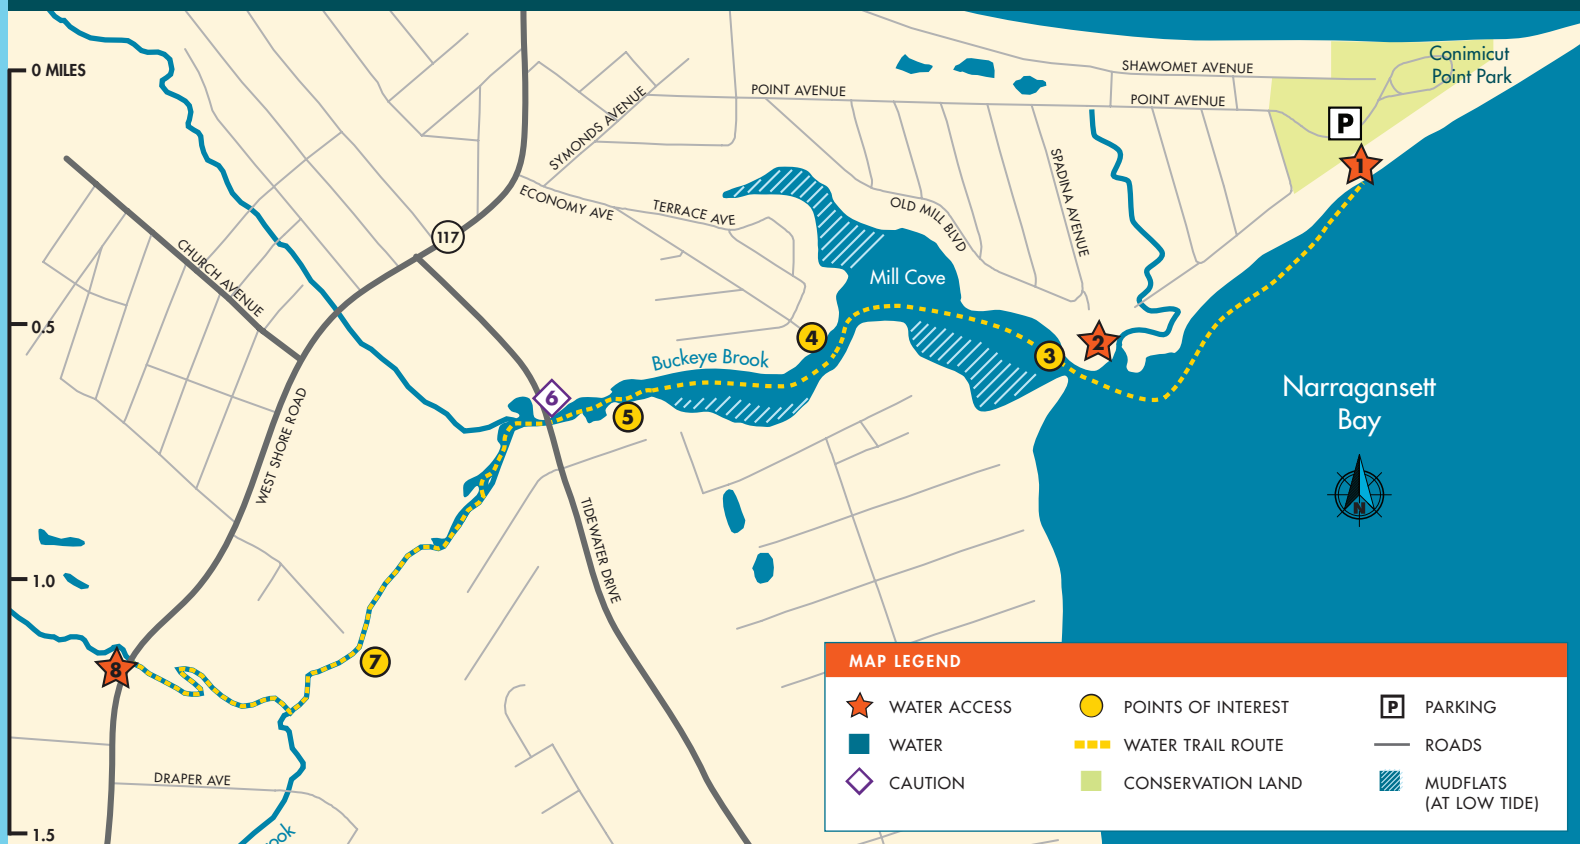 0 MILES
0.5
1.0
1.5
Conimicut
Point Park
SHAWOMET AVENUE
POINT AVENUE
POINT AVENUE
P
1
SYMONDS AVENUE
SPADINA AVENUE
ECONOMY AVE
TERRACE AVE
OLD MILL BLVD
117
CHURCH AVENUE
Mill Cove
4
2
3
Buckeye Brook
6
5
Narragansett
Bay
WEST SHORE ROAD
N
TIDEWATER DRIVE
7
8
DRAPER AVE
ook
MAP LEGEND
WATER ACCESS
WATER
CAUTION
POINTS OF INTEREST
WATER TRAIL ROUTE
CONSERVATION LAND
P PARKING
ROADS
MUDFLATS
(AT LOW TIDE)